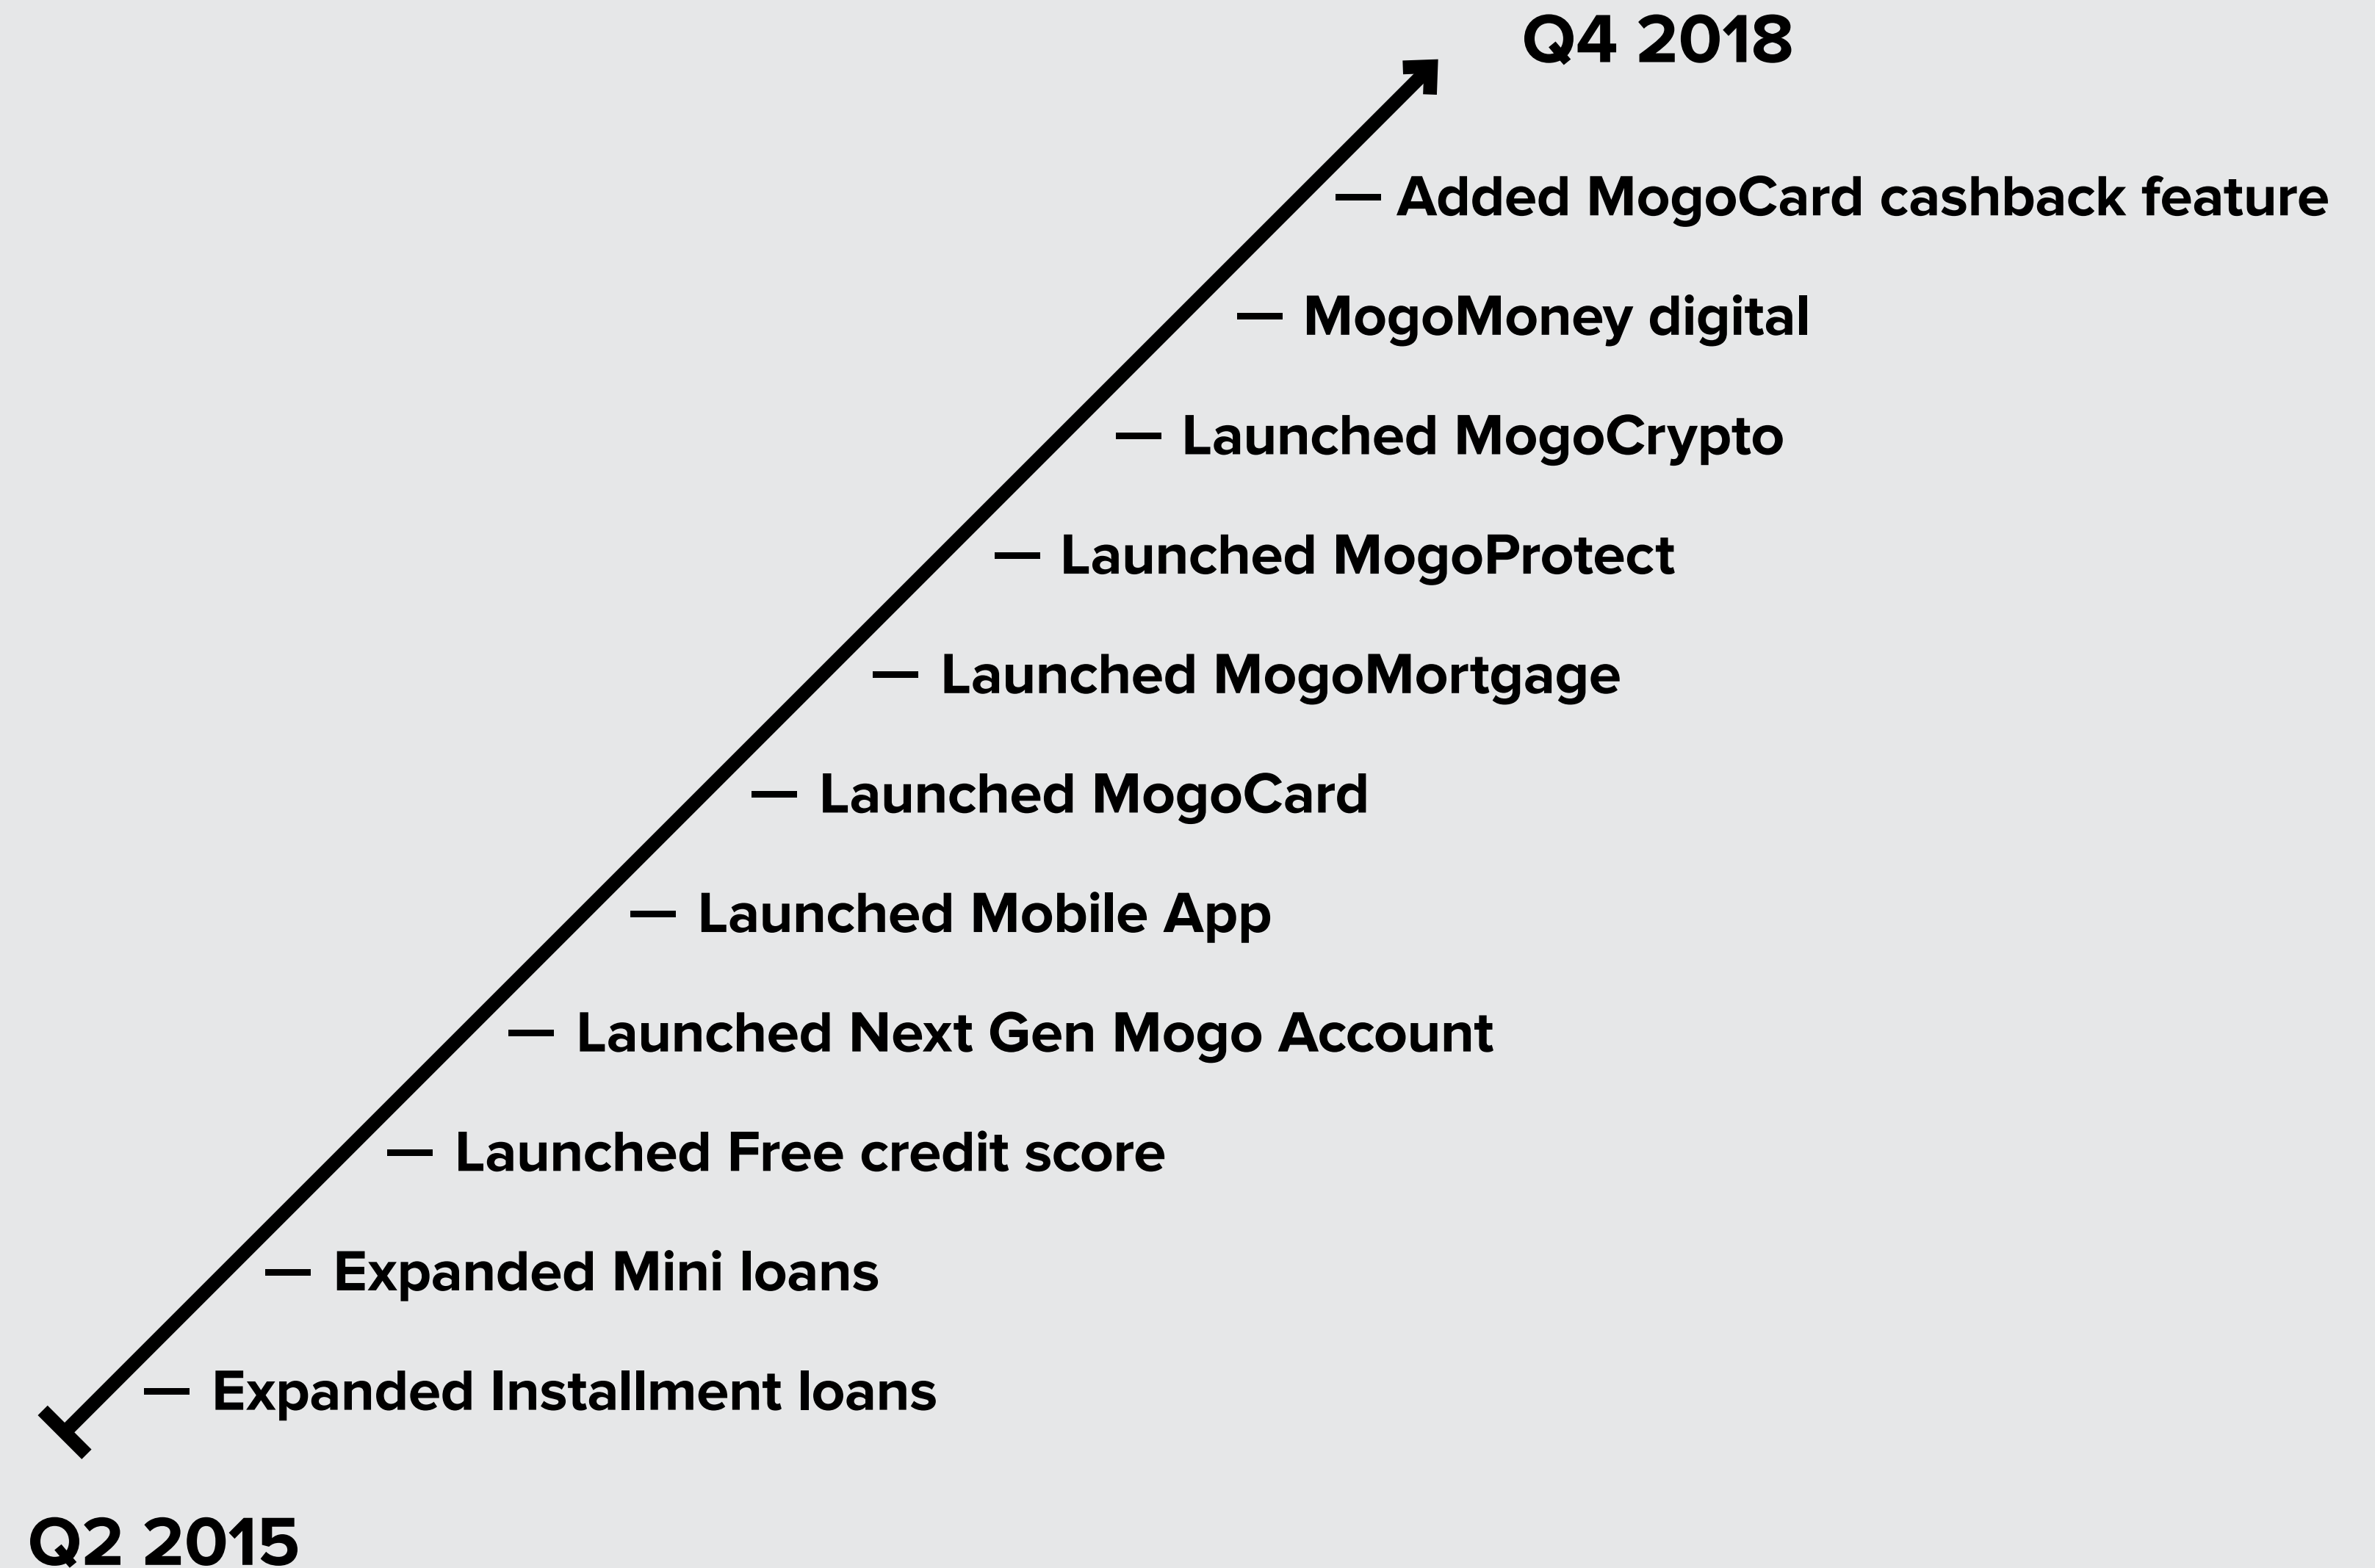 Q4 2018
Added MogoCard cashback feature
MogoMoney digital
Launched MogoCrypto
Launched MogoProtect
Launched MogoMortgage
Launched MogoCard
Launched Mobile App
Launched Next Gen Mogo Account
Launched Free credit score
Expanded Mini loans
Expanded Installment loans
Q2 2015